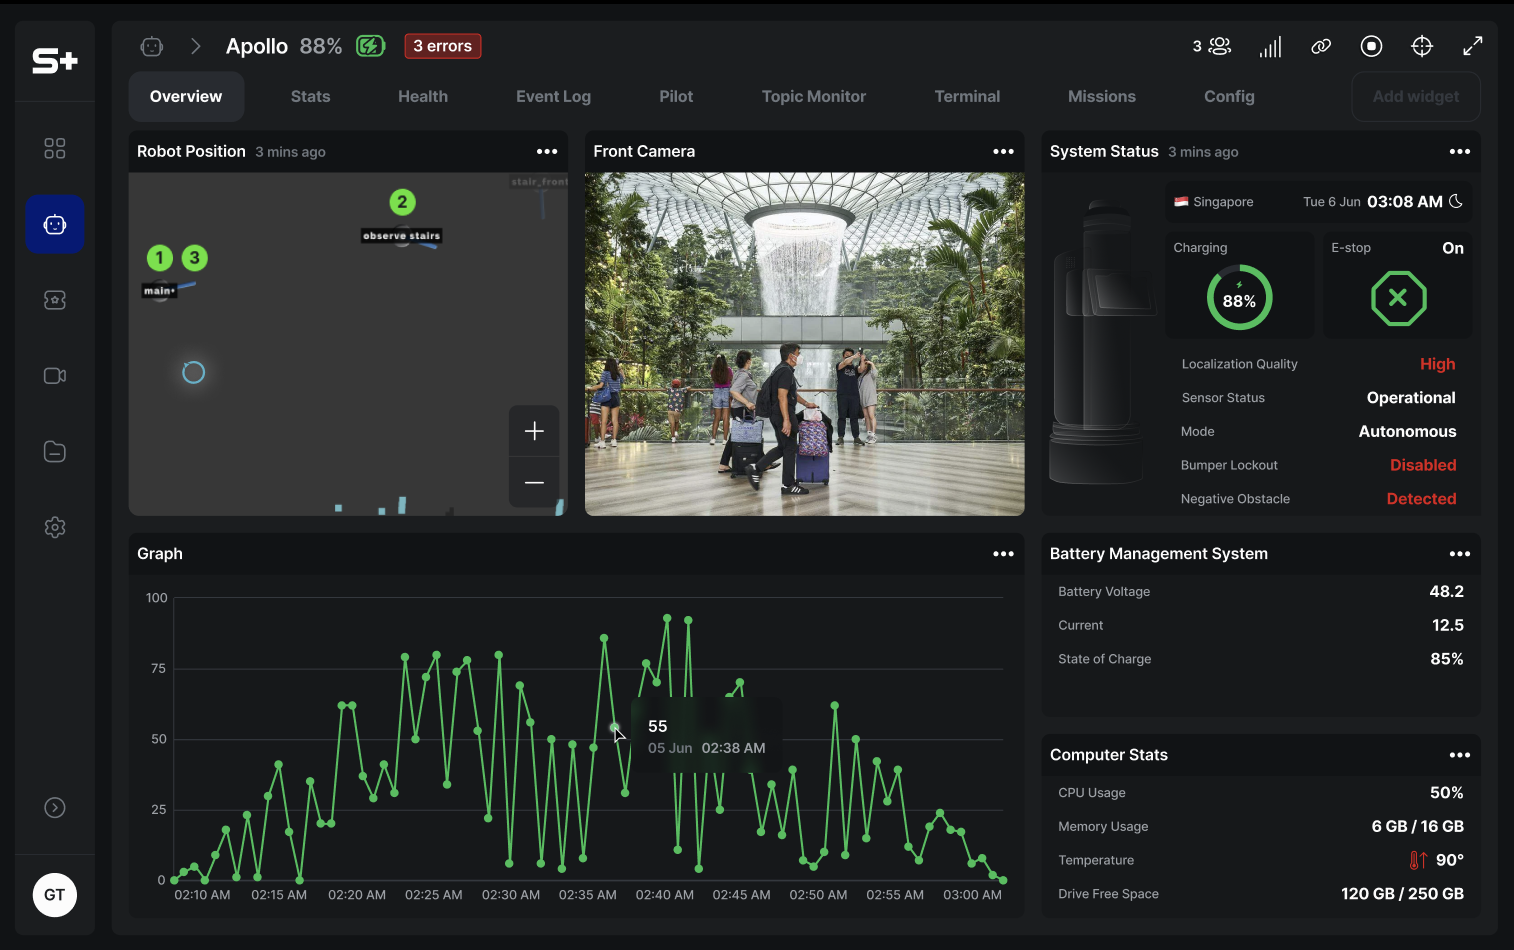 S+
Apollo 88% 3 errors
3
Overview Stats Health Event Log Pilot Topic Monitor Terminal Missions Config Add widget
Robot Position 3 mins ago
stair_front
2
observe stairs
1 3
main
+
−
Front Camera
System Status 3 mins ago
Singapore Tue 6 Jun 03:08 AM
Charging
88%
E-stop On
Localization Quality High
Sensor Status Operational
Mode Autonomous
Bumper Lockout Disabled
Negative Obstacle Detected
Graph
100
75
50
25
0
55
05 Jun 02:38 AM
02:10 AM 02:15 AM 02:20 AM 02:25 AM 02:30 AM 02:35 AM 02:40 AM 02:45 AM 02:50 AM 02:55 AM 03:00 AM
Battery Management System
Battery Voltage 48.2
Current 12.5
State of Charge 85%
Computer Stats
CPU Usage 50%
Memory Usage 6 GB / 16 GB
Temperature 90°
Drive Free Space 120 GB / 250 GB
GT